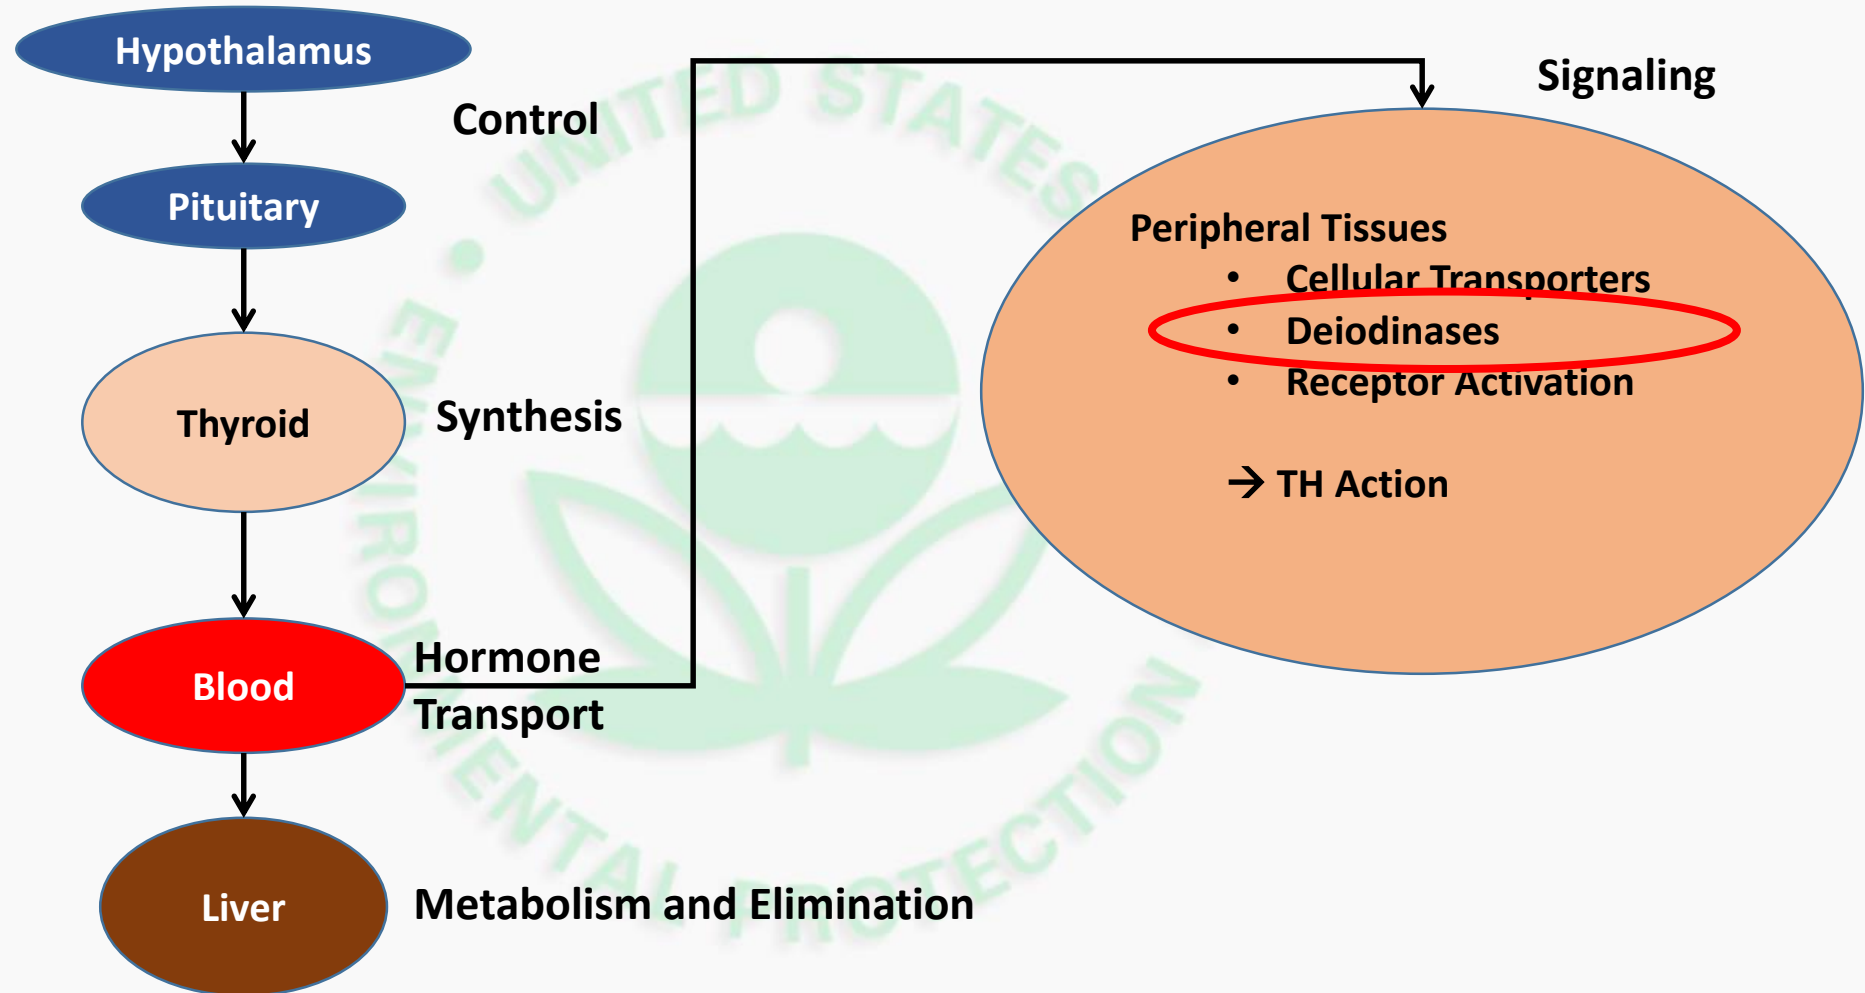 Hypothalamus
Control
Pituitary
Thyroid
Synthesis
Blood
Hormone
Transport
Liver
Metabolism and Elimination
Signaling
Peripheral Tissues
• Cellular Transporters
• Deiodinases
• Receptor Activation
→ TH Action
UNITED STATES
ENVIRONMENTAL PROTECTION